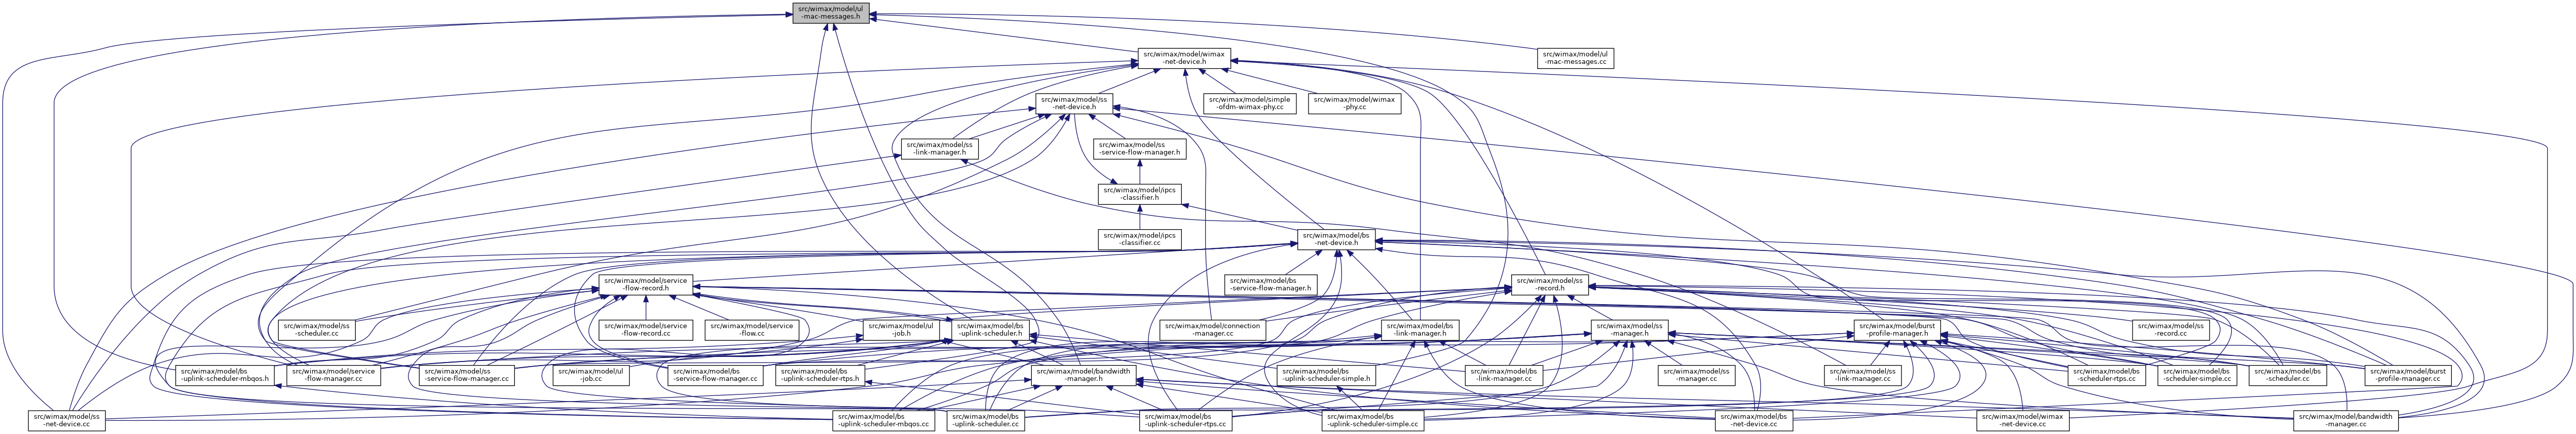 src/wimax/model/ul
-mac-messages.h
src/wimax/model/wimax
-net-device.h
src/wimax/model/ul
-mac-messages.cc
src/wimax/model/ss
-net-device.h
src/wimax/model/simple
-ofdm-wimax-phy.cc
src/wimax/model/wimax
-phy.cc
src/wimax/model/ss
-link-manager.h
src/wimax/model/ss
-service-flow-manager.h
src/wimax/model/ipcs
-classifier.h
src/wimax/model/ipcs
-classifier.cc
src/wimax/model/bs
-net-device.h
src/wimax/model/service
-flow-record.h
src/wimax/model/bs
-service-flow-manager.h
src/wimax/model/ss
-record.h
src/wimax/model/ss
-scheduler.cc
src/wimax/model/service
-flow-record.cc
src/wimax/model/service
-flow.cc
src/wimax/model/ul
-job.h
src/wimax/model/bs
-uplink-scheduler.h
src/wimax/model/connection
-manager.cc
src/wimax/model/bs
-link-manager.h
src/wimax/model/ss
-manager.h
src/wimax/model/burst
-profile-manager.h
src/wimax/model/ss
-record.cc
src/wimax/model/bs
-uplink-scheduler-mbqos.h
src/wimax/model/service
-flow-manager.cc
src/wimax/model/ss
-service-flow-manager.cc
src/wimax/model/ul
-job.cc
src/wimax/model/bs
-service-flow-manager.cc
src/wimax/model/bs
-uplink-scheduler-rtps.h
src/wimax/model/bandwidth
-manager.h
src/wimax/model/bs
-uplink-scheduler-simple.h
src/wimax/model/bs
-link-manager.cc
src/wimax/model/ss
-manager.cc
src/wimax/model/ss
-link-manager.cc
src/wimax/model/bs
-scheduler-rtps.cc
src/wimax/model/bs
-scheduler-simple.cc
src/wimax/model/bs
-scheduler.cc
src/wimax/model/burst
-profile-manager.cc
src/wimax/model/ss
-net-device.cc
src/wimax/model/bs
-uplink-scheduler-mbqos.cc
src/wimax/model/bs
-uplink-scheduler.cc
src/wimax/model/bs
-uplink-scheduler-rtps.cc
src/wimax/model/bs
-uplink-scheduler-simple.cc
src/wimax/model/bs
-net-device.cc
src/wimax/model/wimax
-net-device.cc
src/wimax/model/bandwidth
-manager.cc